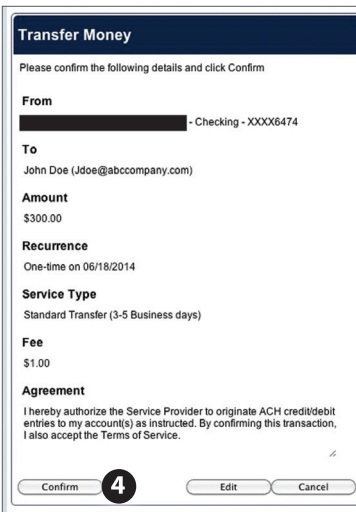 Transfer Money
Please confirm the following details and click Confirm
From
- Checking - XXXX6474
To
John Doe (Jdoe@abccompany.com)
Amount
$300.00
Recurrence
One-time on 06/18/2014
Service Type
Standard Transfer (3-5 Business days)
Fee
$1.00
Agreement
I hereby authorize the Service Provider to originate ACH credit/debit
entries to my account(s) as instructed. By confirming this transaction,
I also accept the Terms of Service.
Confirm 4 Edit Cancel